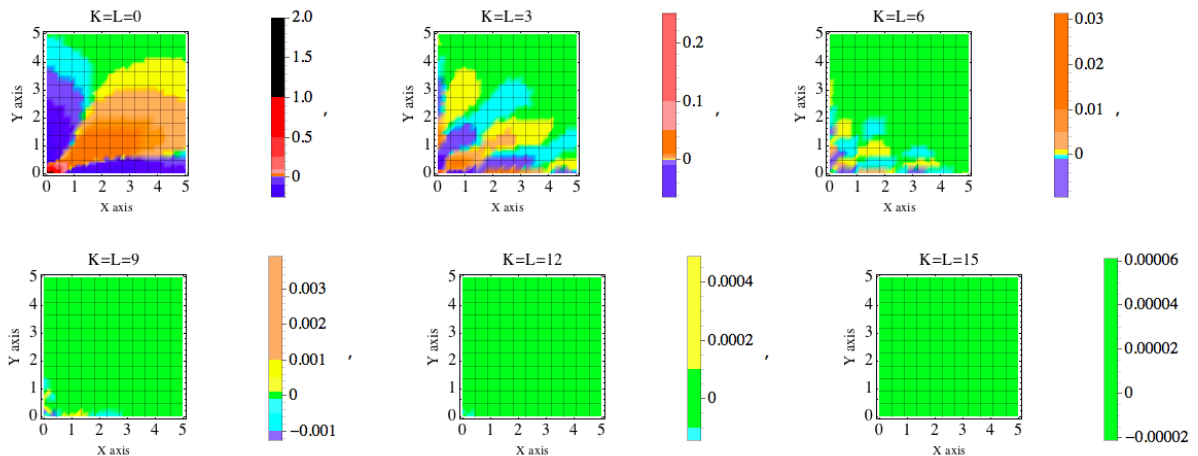 K=L=0
5
4
3
2
1
0
Y axis
0 1 2 3 4 5
X axis
2.0
1.5
1.0
0.5
0
,
K=L=3
5
4
3
2
1
0
Y axis
0 1 2 3 4 5
X axis
0.2
0.1
0
,
K=L=6
5
4
3
2
1
0
Y axis
0 1 2 3 4 5
X axis
0.03
0.02
0.01
0
,
K=L=9
5
4
3
2
1
0
Y axis
0 1 2 3 4 5
X axis
0.003
0.002
0.001
0
−0.001
,
K=L=12
5
4
3
2
1
0
Y axis
0 1 2 3 4 5
X axis
0.0004
0.0002
0
,
K=L=15
5
4
3
2
1
0
Y axis
0 1 2 3 4 5
X axis
0.00006
0.00004
0.00002
0
−0.00002